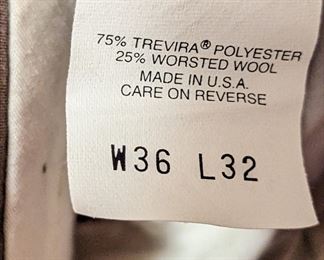 75% TREVIRA® POLYESTER
25% WORSTED WOOL
MADE IN U.S.A.
CARE ON REVERSE
W36 L32